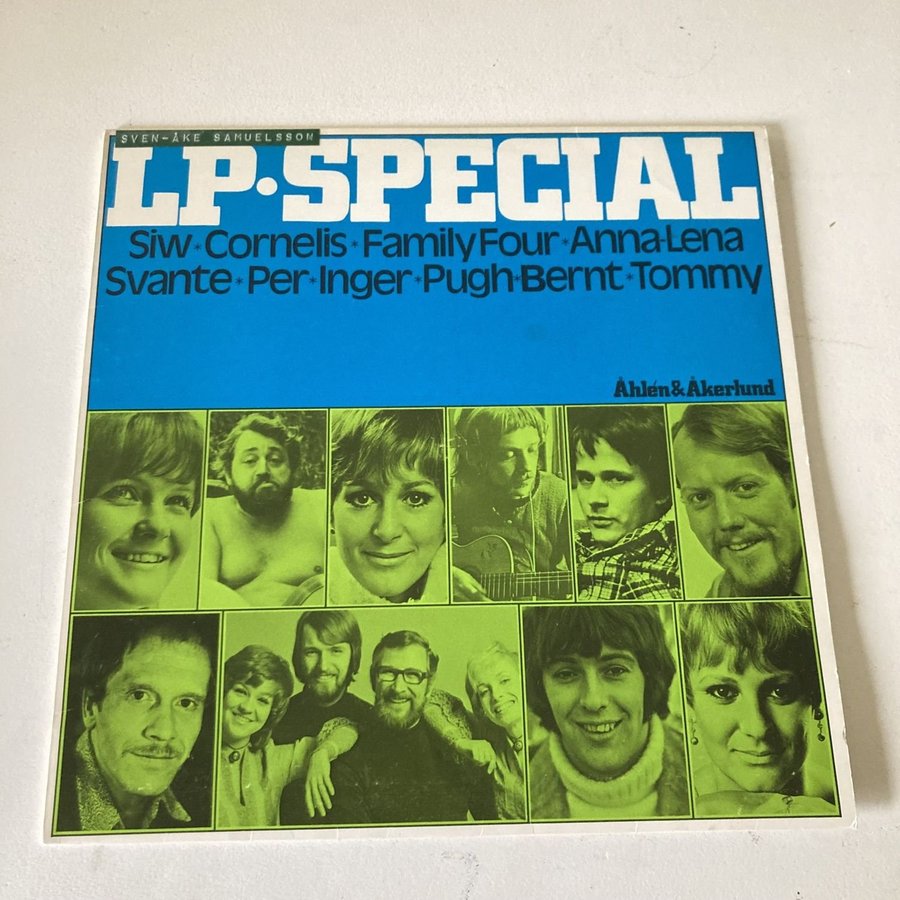 SVEN-ÅKE SAMUELSSON
LP·SPECIAL
Siw*Cornelis*Family Four*Anna-Lena
Svante*Per*Inger*Pugh*Bernt*Tommy
Åhlén&Åkerlund